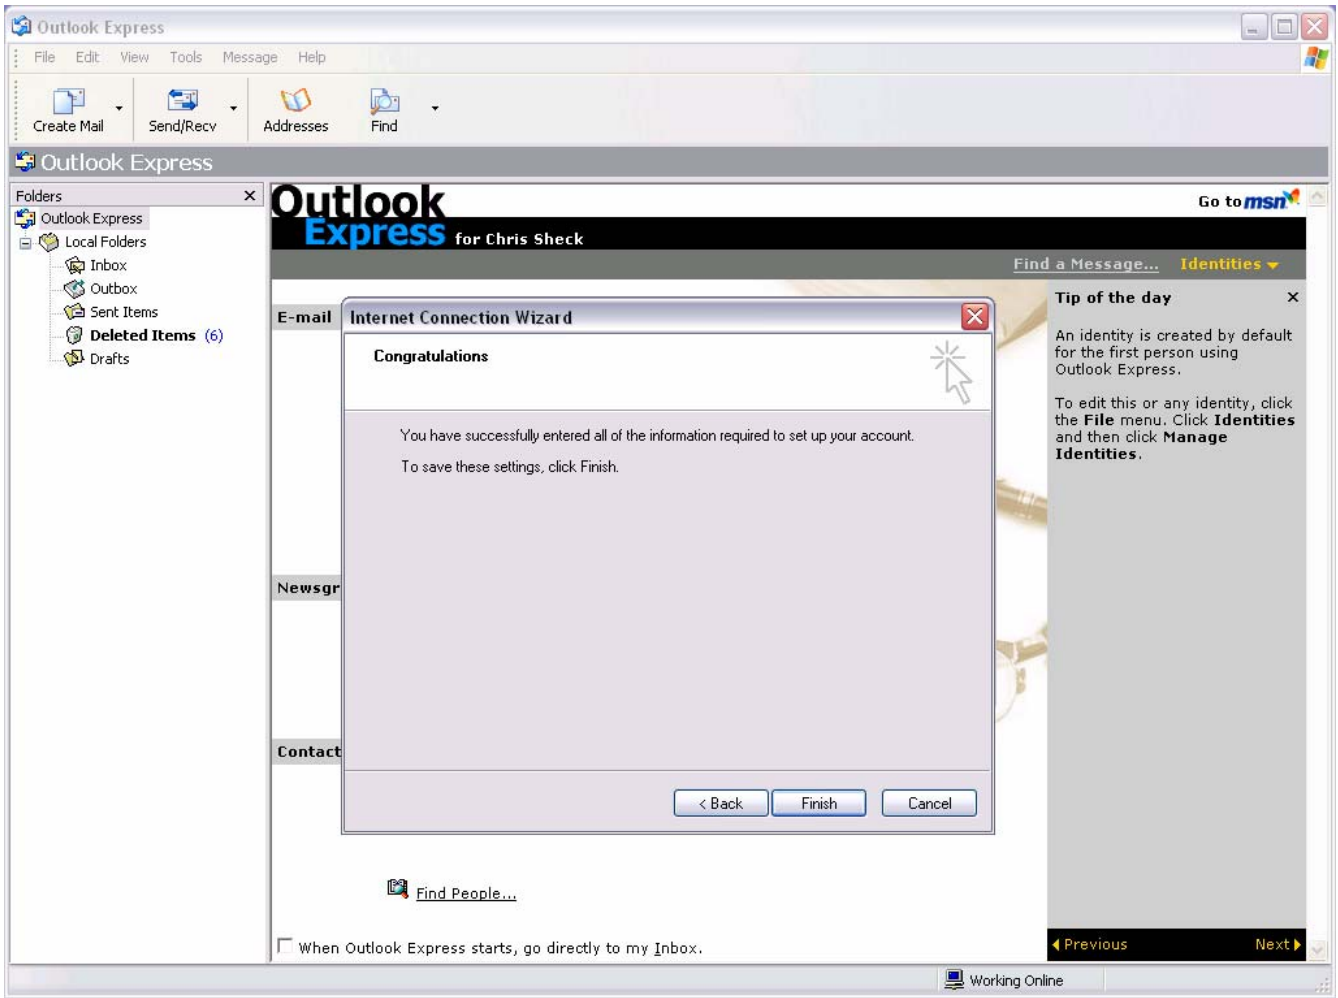 Outlook Express
File Edit View Tools Message Help
Create Mail Send/Recv Addresses Find
Outlook Express
Folders
Outlook Express
Local Folders
Inbox
Outbox
Sent Items
Deleted Items (6)
Drafts
Outlook
Express for Chris Sheck
Go to msn
Find a Message... Identities
E-mail
Internet Connection Wizard
Congratulations
You have successfully entered all of the information required to set up your account.
To save these settings, click Finish.
Newsgr
Contact
< Back Finish Cancel
Find People...
When Outlook Express starts, go directly to my Inbox.
Tip of the day
An identity is created by default
for the first person using
Outlook Express.
To edit this or any identity, click
the File menu. Click Identities
and then click Manage
Identities.
Previous Next
Working Online